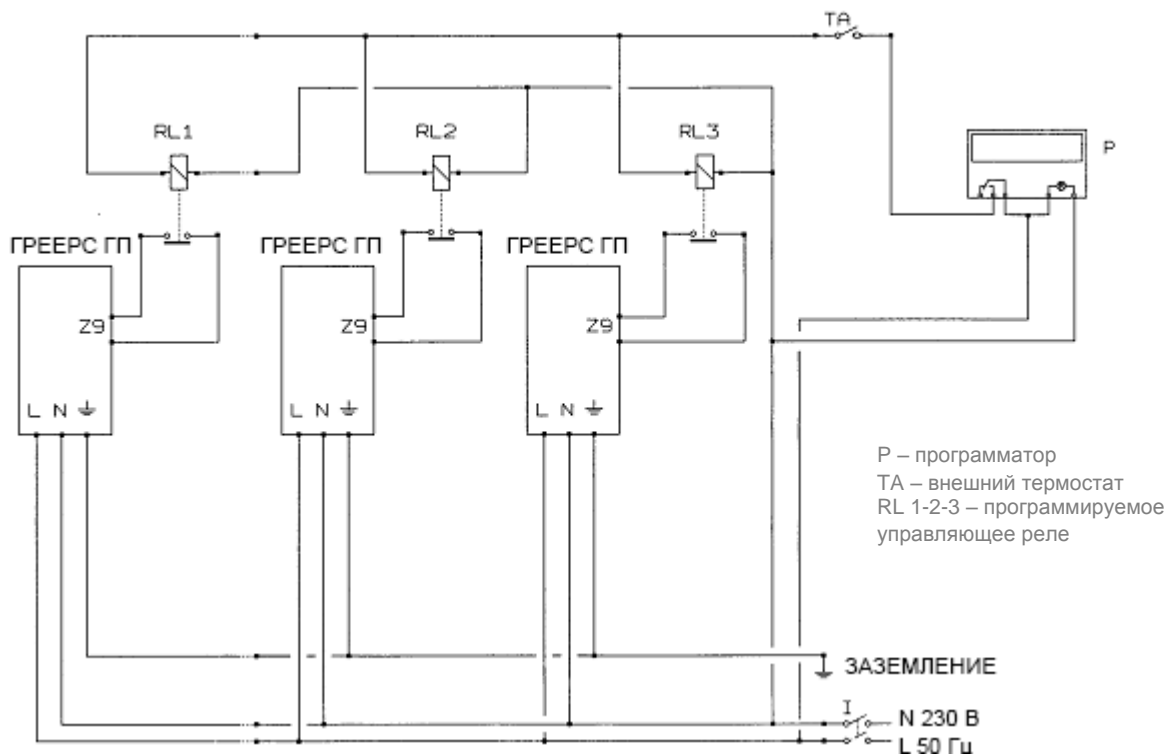 TA
RL1
RL2
RL3
P
ГРЕЕРС ГП
ГРЕЕРС ГП
ГРЕЕРС ГП
Z9
Z9
Z9
L N
L N
L N
P – программатор
TA – внешний термостат
RL 1-2-3 – программируемое
управляющее реле
ЗАЗЕМЛЕНИЕ
I
N 230 В
L 50 Гц